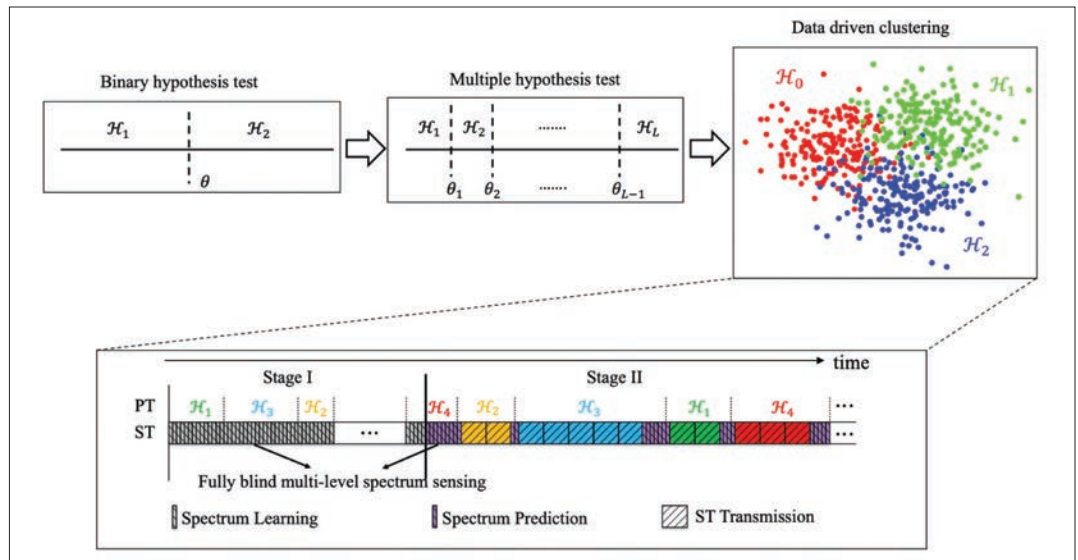 Data driven clustering
Binary hypothesis test
Multiple hypothesis test
ℋ₀
ℋ₁
ℋ₂
ℋ₁ ℋ₂
θ
ℋ₁ ℋ₂ ....... ℋ_L
θ₁ θ₂ ....... θ_{L−1}
time
Stage I Stage II
PT ℋ₁ ℋ₃ ℋ₂ ℋ₄ ℋ₂ ℋ₃ ℋ₁ ℋ₄ ...
ST ... ...
Fully blind multi-level spectrum sensing
Spectrum Learning Spectrum Prediction ST Transmission